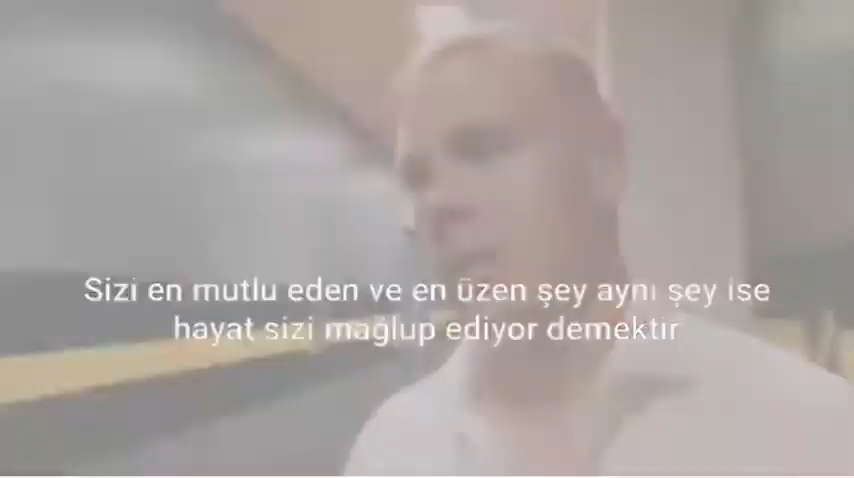 Sizi en mutlu eden ve en üzen şey aynı şey ise
hayat sizi mağlup ediyor demektir